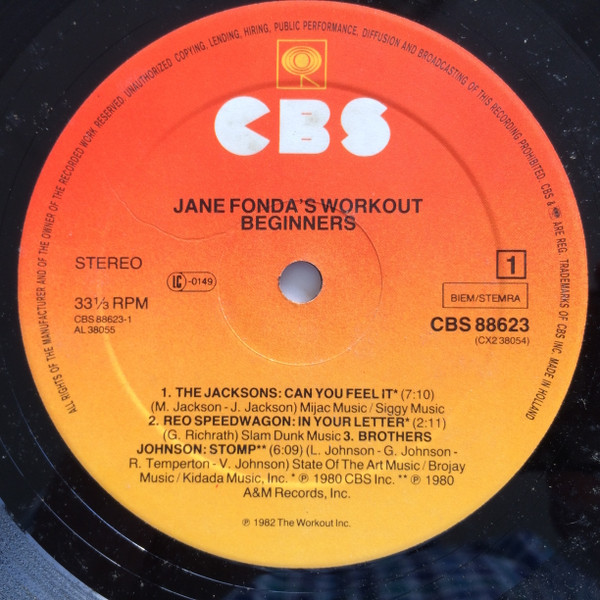 ALL RIGHTS OF THE MANUFACTURER AND OF THE OWNER OF THE RECORDED WORK RESERVED. UNAUTHORIZED COPYING, LENDING, HIRING, PUBLIC PERFORMANCE, DIFFUSION AND BROADCASTING OF THIS RECORDING PROHIBITED. CBS & ARE REG. TRADEMARKS OF CBS INC. MADE IN HOLLAND
CBS
JANE FONDA'S WORKOUT
BEGINNERS
STEREO
LC -0149
1
33⅓ RPM
BIEM/STEMRA
CBS 88623-1
AL 38055
CBS 88623
(CX2 38054)
1. THE JACKSONS: CAN YOU FEEL IT* (7:10)
(M. Jackson - J. Jackson) Mijac Music / Siggy Music
2. REO SPEEDWAGON: IN YOUR LETTER* (2:11)
(G. Richrath) Slam Dunk Music 3. BROTHERS
JOHNSON: STOMP** (6:09) (L. Johnson - G. Johnson -
R. Temperton - V. Johnson) State Of The Art Music / Brojay
Music / Kidada Music, Inc. * ℗ 1980 CBS Inc. ** ℗ 1980
A&M Records, Inc.
℗ 1982 The Workout Inc.